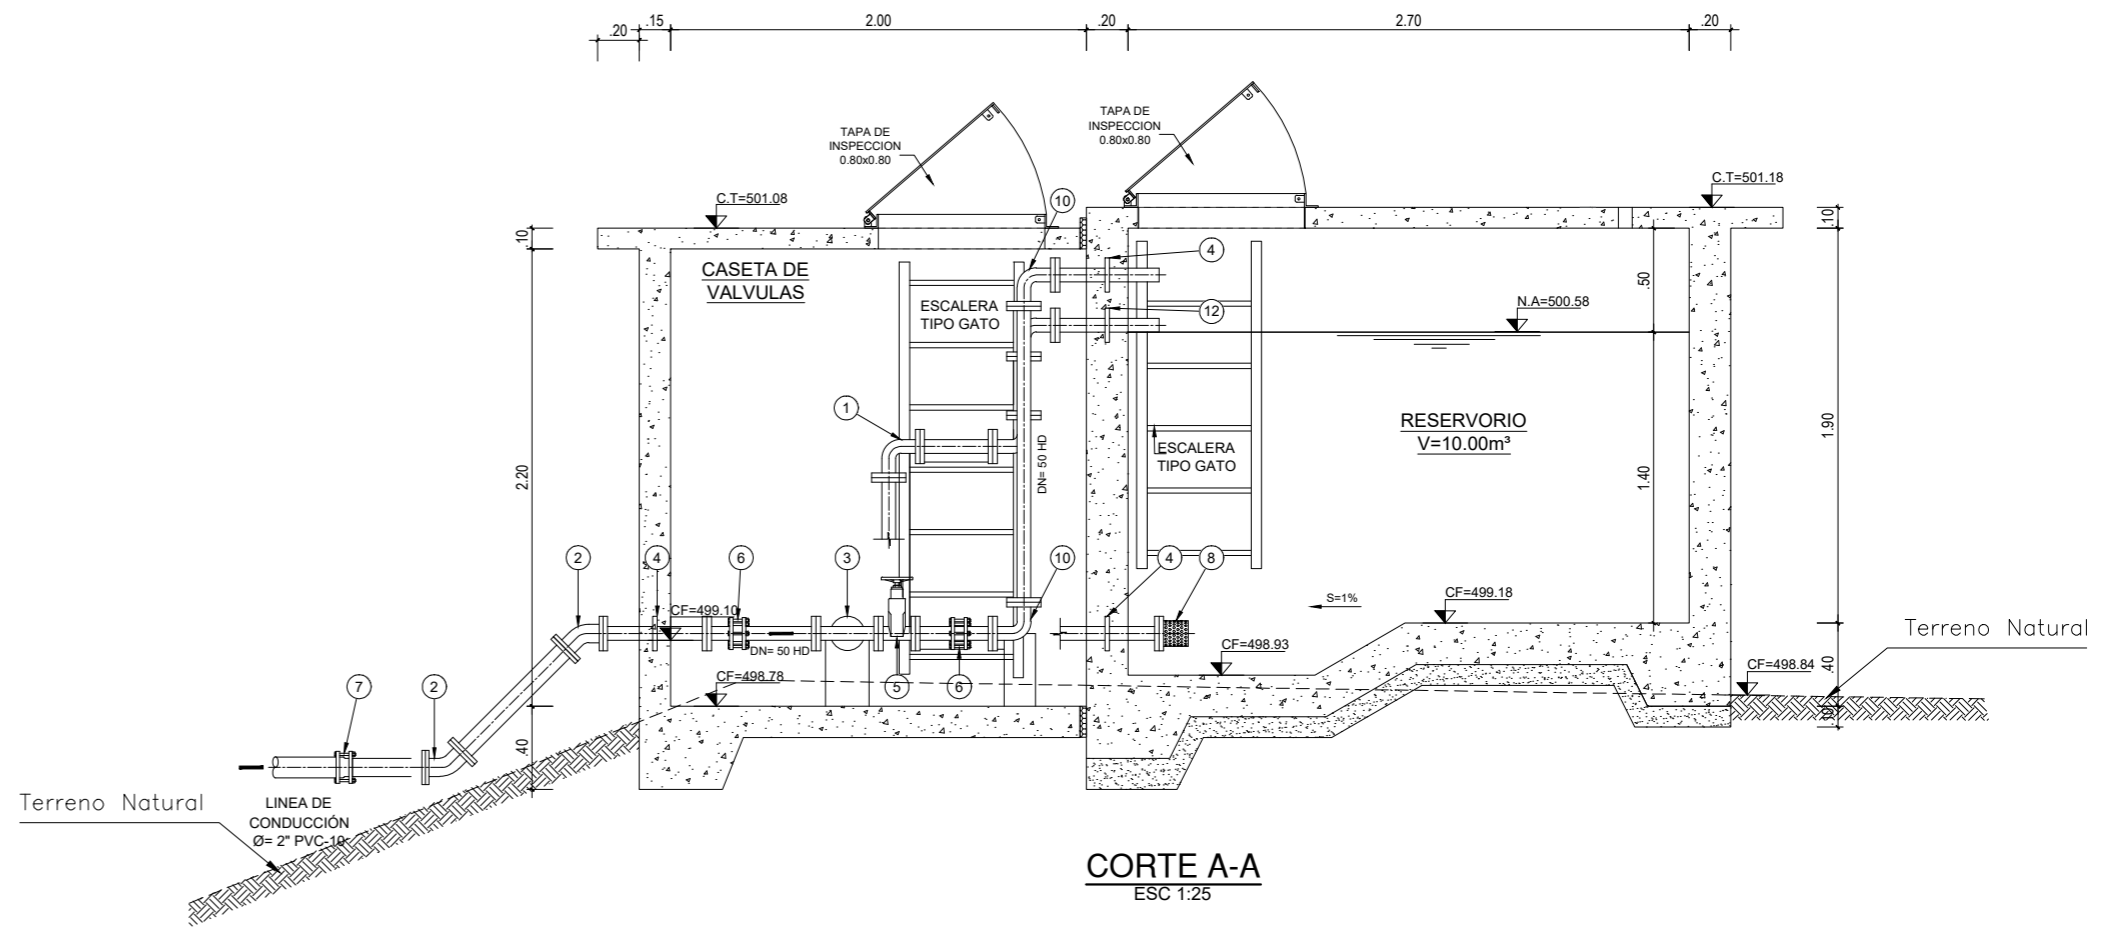 .20
.15
2.00
.20
2.70
.20
TAPA DE
INSPECCION
0.80x0.80
TAPA DE
INSPECCION
0.80x0.80
C.T=501.08
10
C.T=501.18
.10
.10
CASETA DE
VALVULAS
4
ESCALERA
TIPO GATO
12
.50
N.A=500.58
1
RESERVORIO
V=10.00m³
ESCALERA
TIPO GATO
DN= 50 HD
2.20
1.40
1.90
2
4
6
3
10
4
8
CF=499.10
S=1%
CF=499.18
DN= 50 HD
CF=498.93
Terreno Natural
7
2
CF=498.78
5
6
CF=498.84
.40
.40
.10
Terreno Natural
LINEA DE
CONDUCCIÓN
Ø= 2" PVC-10
CORTE A-A
ESC 1:25